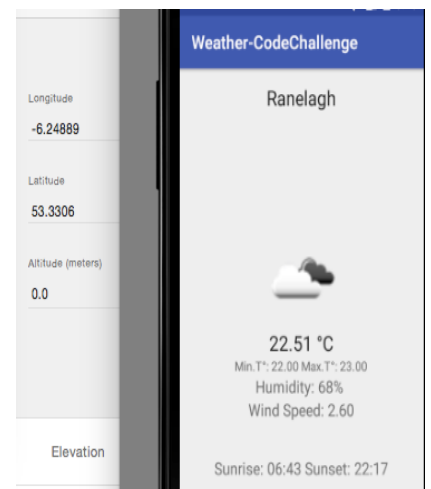 Longitude
-6.24889
Latitude
53.3306
Altitude (meters)
0.0
Elevation
Weather-CodeChallenge
Ranelagh
22.51 °C
Min.T°: 22.00 Max.T°: 23.00
Humidity: 68%
Wind Speed: 2.60
Sunrise: 06:43 Sunset: 22:17